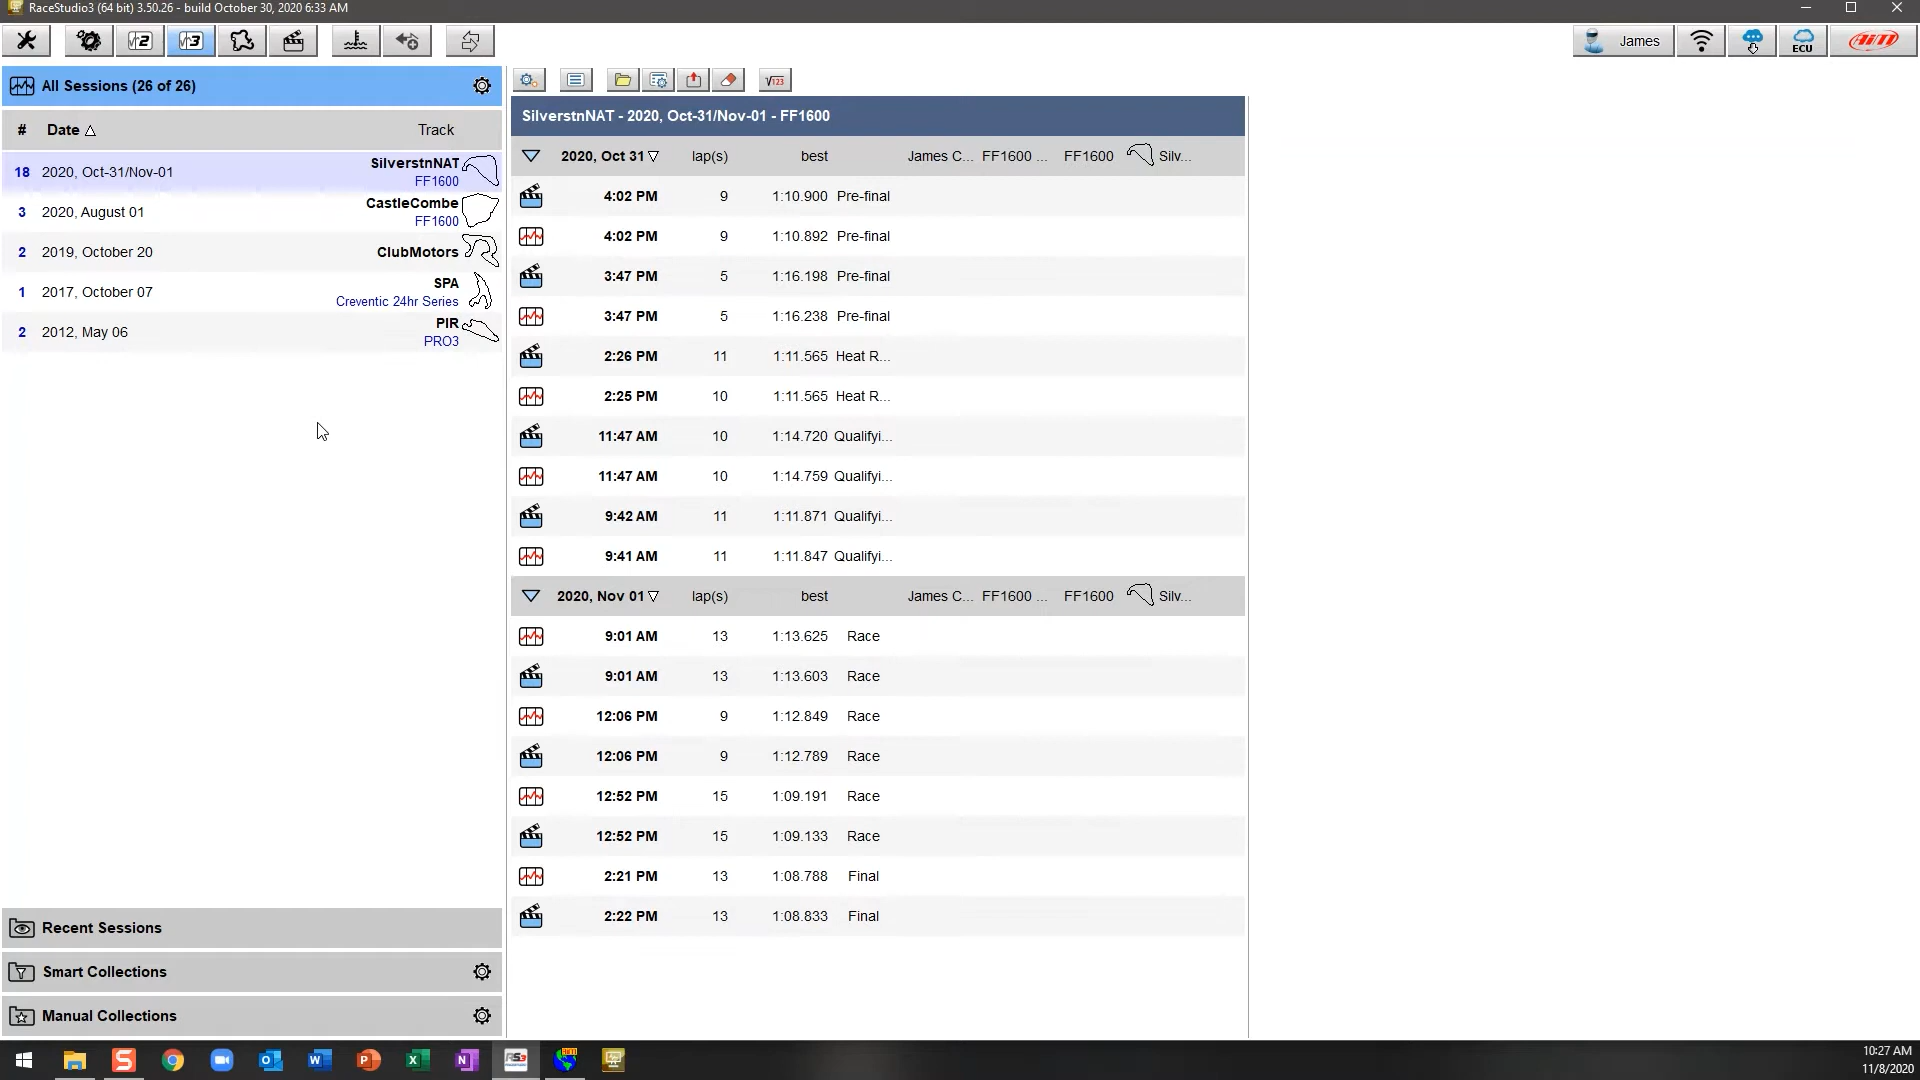 RaceStudio3 (64 bit) 3.50.26 - build October 30, 2020 6:33 AM
2 3 James ECU AiM
All Sessions (26 of 26)
# Date Track
18 2020, Oct-31/Nov-01 SilverstnNAT
FF1600
3 2020, August 01 CastleCombe
FF1600
2 2019, October 20 ClubMotors
1 2017, October 07 SPA
Creventic 24hr Series
2 2012, May 06 PIR
PRO3
Recent Sessions
Smart Collections
Manual Collections
√123
SilverstnNAT - 2020, Oct-31/Nov-01 - FF1600
2020, Oct 31 lap(s) best James C... FF1600 ... FF1600 Silv...
4:02 PM 9 1:10.900 Pre-final
4:02 PM 9 1:10.892 Pre-final
3:47 PM 5 1:16.198 Pre-final
3:47 PM 5 1:16.238 Pre-final
2:26 PM 11 1:11.565 Heat R...
2:25 PM 10 1:11.565 Heat R...
11:47 AM 10 1:14.720 Qualifyi...
11:47 AM 10 1:14.759 Qualifyi...
9:42 AM 11 1:11.871 Qualifyi...
9:41 AM 11 1:11.847 Qualifyi...
2020, Nov 01 lap(s) best James C... FF1600 ... FF1600 Silv...
9:01 AM 13 1:13.625 Race
9:01 AM 13 1:13.603 Race
12:06 PM 9 1:12.849 Race
12:06 PM 9 1:12.789 Race
12:52 PM 15 1:09.191 Race
12:52 PM 15 1:09.133 Race
2:21 PM 13 1:08.788 Final
2:22 PM 13 1:08.833 Final
RS3
10:27 AM
11/8/2020